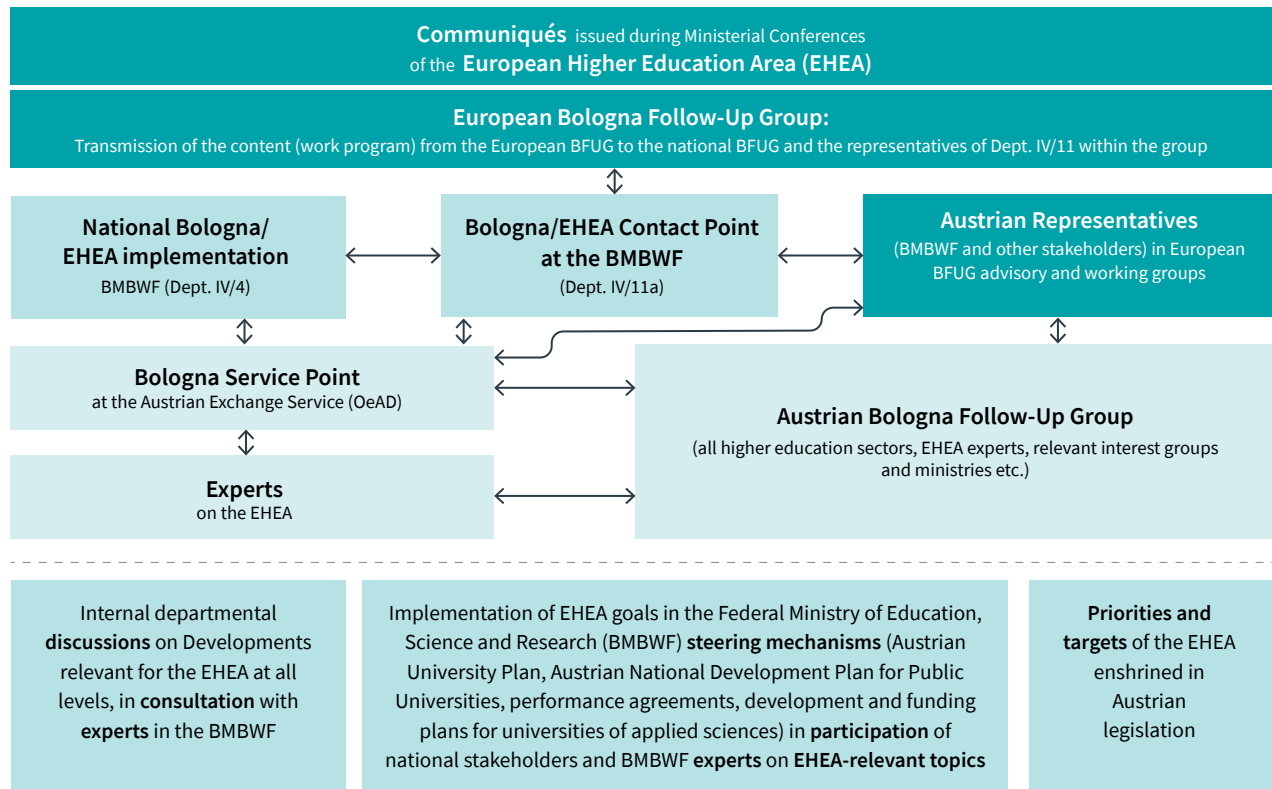 Communiqués issued during Ministerial Conferences
of the European Higher Education Area (EHEA)
European Bologna Follow-Up Group:
Transmission of the content (work program) from the European BFUG to the national BFUG and the representatives of Dept. IV/11 within the group
National Bologna/
EHEA implementation
BMBWF (Dept. IV/4)
Bologna/EHEA Contact Point
at the BMBWF
(Dept. IV/11a)
Austrian Representatives
(BMBWF and other stakeholders) in European
BFUG advisory and working groups
Bologna Service Point
at the Austrian Exchange Service (OeAD)
Austrian Bologna Follow-Up Group
(all higher education sectors, EHEA experts, relevant interest groups
and ministries etc.)
Experts
on the EHEA
Internal departmental
discussions on Developments
relevant for the EHEA at all
levels, in consultation with
experts in the BMBWF
Implementation of EHEA goals in the Federal Ministry of Education,
Science and Research (BMBWF) steering mechanisms (Austrian
University Plan, Austrian National Development Plan for Public
Universities, performance agreements, development and funding
plans for universities of applied sciences) in participation of
national stakeholders and BMBWF experts on EHEA-relevant topics
Priorities and
targets of the EHEA
enshrined in
Austrian
legislation